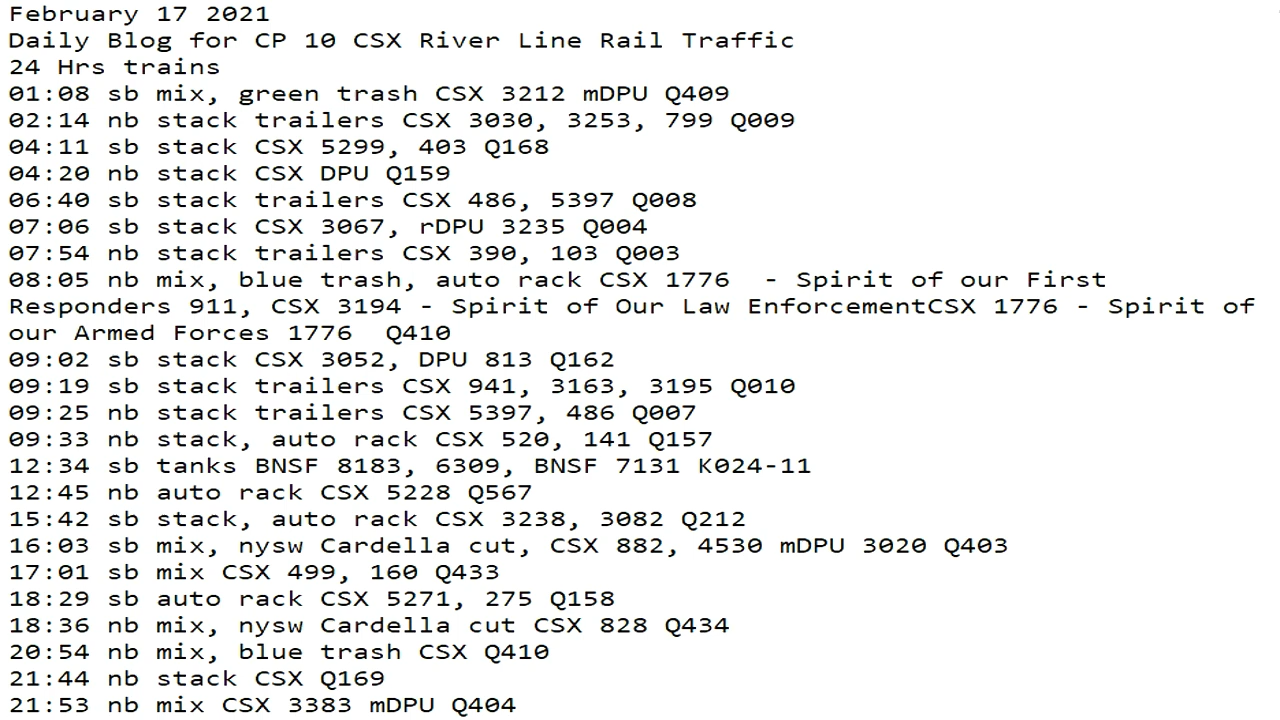 February 17 2021
Daily Blog for CP 10 CSX River Line Rail Traffic
24 Hrs trains
01:08 sb mix, green trash CSX 3212 mDPU Q409
02:14 nb stack trailers CSX 3030, 3253, 799 Q009
04:11 sb stack CSX 5299, 403 Q168
04:20 nb stack CSX DPU Q159
06:40 sb stack trailers CSX 486, 5397 Q008
07:06 sb stack CSX 3067, rDPU 3235 Q004
07:54 nb stack trailers CSX 390, 103 Q003
08:05 nb mix, blue trash, auto rack CSX 1776  - Spirit of our First
Responders 911, CSX 3194 - Spirit of Our Law EnforcementCSX 1776 - Spirit of
our Armed Forces 1776  Q410
09:02 sb stack CSX 3052, DPU 813 Q162
09:19 sb stack trailers CSX 941, 3163, 3195 Q010
09:25 nb stack trailers CSX 5397, 486 Q007
09:33 nb stack, auto rack CSX 520, 141 Q157
12:34 sb tanks BNSF 8183, 6309, BNSF 7131 K024-11
12:45 nb auto rack CSX 5228 Q567
15:42 sb stack, auto rack CSX 3238, 3082 Q212
16:03 sb mix, nysw Cardella cut, CSX 882, 4530 mDPU 3020 Q403
17:01 sb mix CSX 499, 160 Q433
18:29 sb auto rack CSX 5271, 275 Q158
18:36 nb mix, nysw Cardella cut CSX 828 Q434
20:54 nb mix, blue trash CSX Q410
21:44 nb stack CSX Q169
21:53 nb mix CSX 3383 mDPU Q404